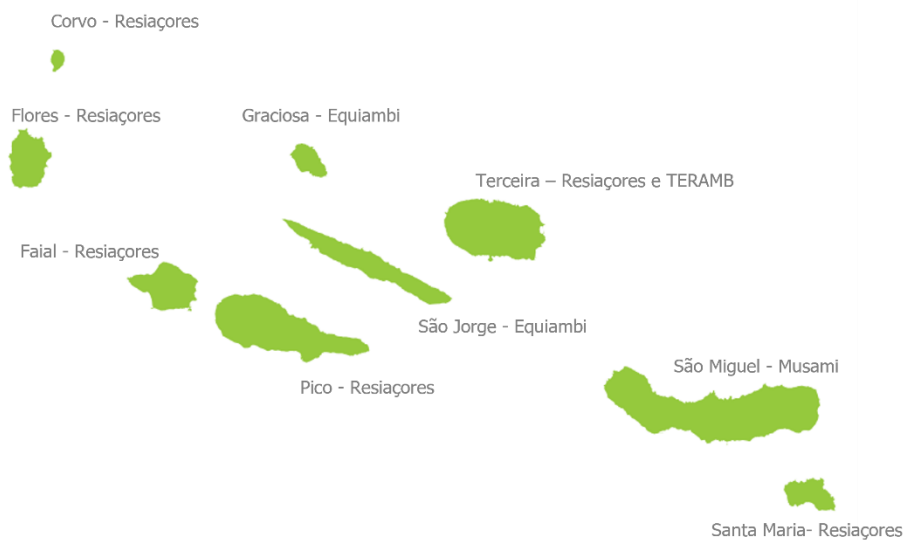 Corvo - Resiaçores
Flores - Resiaçores
Graciosa - Equiambi
Terceira – Resiaçores e TERAMB
Faial - Resiaçores
São Jorge - Equiambi
São Miguel - Musami
Pico - Resiaçores
Santa Maria- Resiaçores